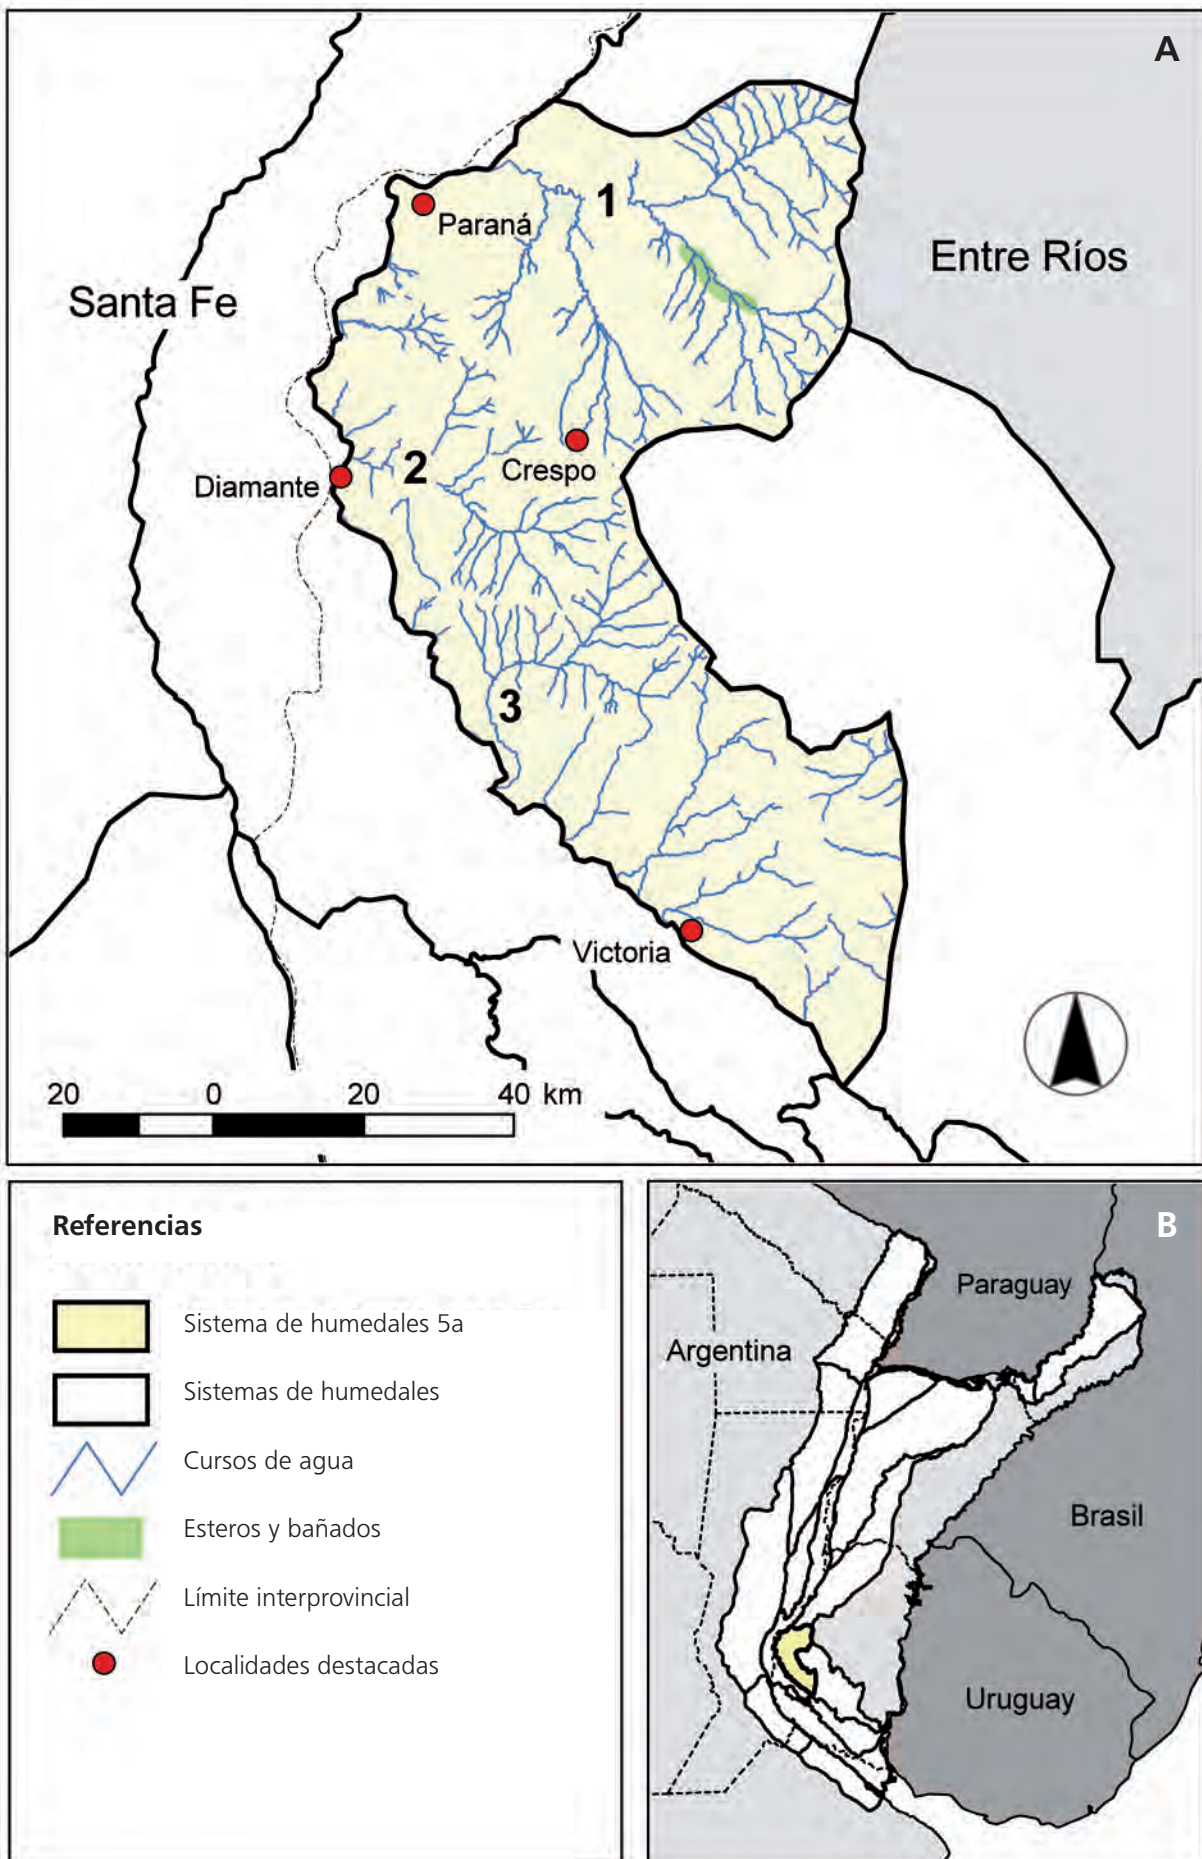 A
1
Paraná
Entre Ríos
Santa Fe
2
Crespo
Diamante
3
Victoria
20 0 20 40 km
Referencias
Sistema de humedales 5a
Sistemas de humedales
Cursos de agua
Esteros y bañados
Límite interprovincial
Localidades destacadas
B
Paraguay
Argentina
Brasil
Uruguay